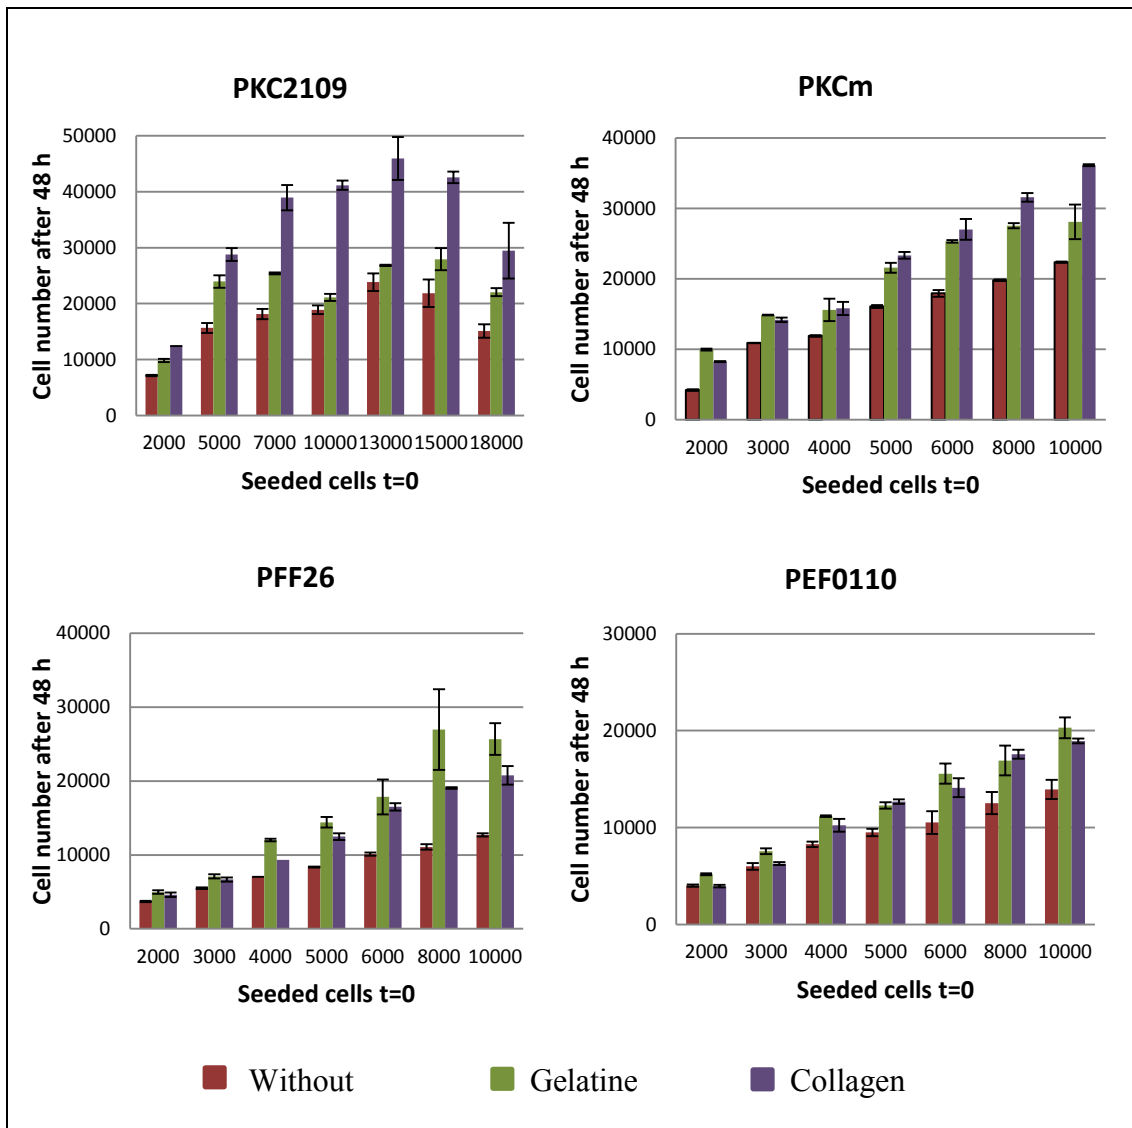 PKC2109
Cell number after 48 h
50000
40000
30000
20000
10000
0
2000 5000 7000 10000 13000 15000 18000
Seeded cells t=0
PKCm
Cell number after 48 h
40000
30000
20000
10000
0
2000 3000 4000 5000 6000 8000 10000
Seeded cells t=0
PFF26
Cell number after 48 h
40000
30000
20000
10000
0
2000 3000 4000 5000 6000 8000 10000
Seeded cells t=0
PEF0110
Cell number after 48 h
30000
20000
10000
0
2000 3000 4000 5000 6000 8000 10000
Seeded cells t=0
Without Gelatine Collagen